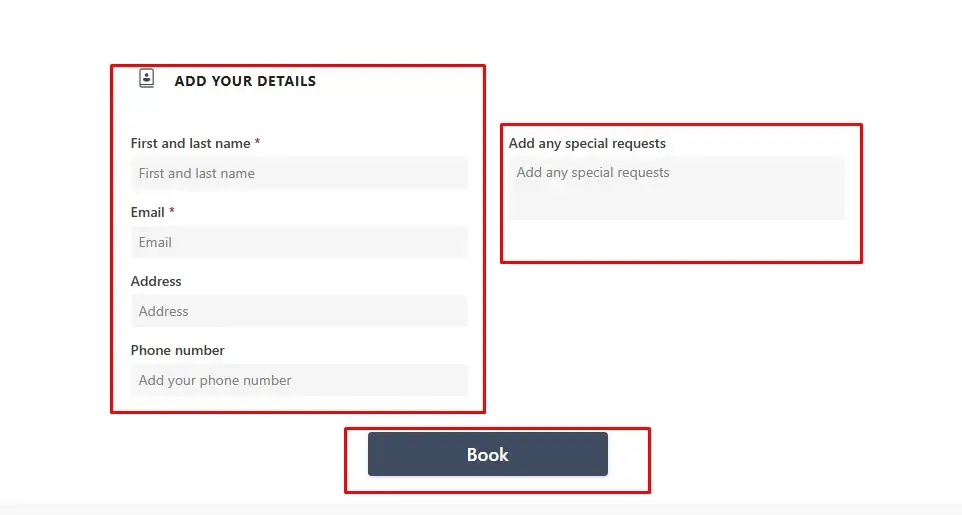 ADD YOUR DETAILS
First and last name *
First and last name
Email *
Email
Address
Address
Phone number
Add your phone number
Add any special requests
Add any special requests
Book